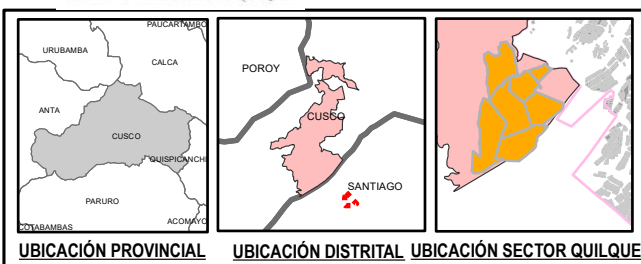 PAUCARTAMBO
URUBAMBA
CALCA
ANTA
CUSCO
QUISPICANCHI
PARURO
COTABAMBAS
ACOMAYO
POROY
CUSCO
SANTIAGO
UBICACIÓN PROVINCIAL
UBICACIÓN DISTRITAL
UBICACIÓN SECTOR QUILQUE